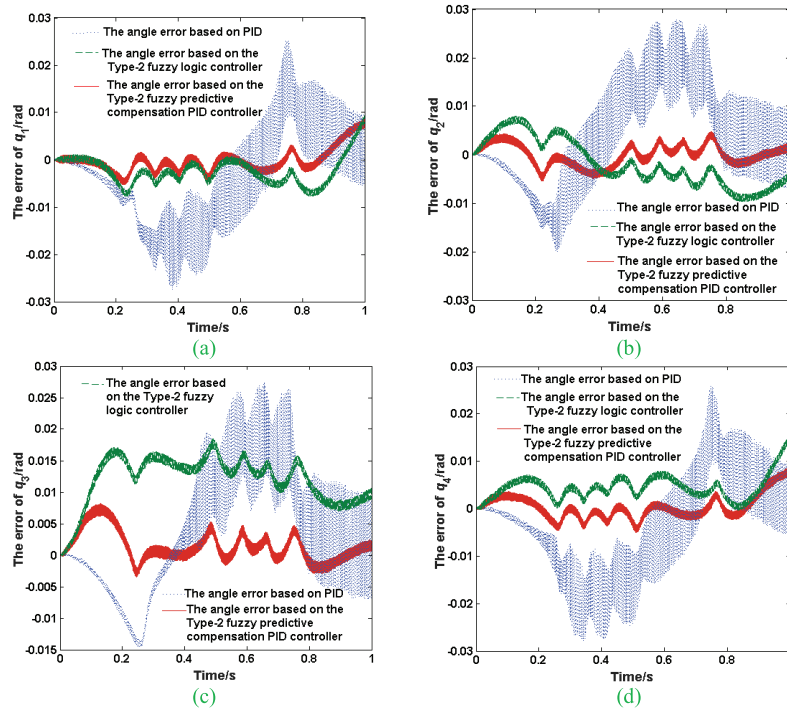 0.03
0.02
0.01
0
-0.01
-0.02
-0.03
The error of q1/rad
The angle error based on PID
The angle error based on the
Type-2 fuzzy logic controller
The angle error based on the
Type-2 fuzzy predictive
compensation PID controller
0 0.2 0.4 0.6 0.8 1
Time/s
(a)
0.03
0.02
0.01
0
-0.01
-0.02
-0.03
The error of q2/rad
The angle error based on PID
The angle error based on the
Type-2 fuzzy logic controller
The angle error based on the
Type-2 fuzzy predictive
compensation PID controller
0 0.2 0.4 0.6 0.8 1
Time/s
(b)
0.03
0.025
0.02
0.015
0.01
0.005
0
-0.005
-0.01
-0.015
The error of q3/rad
The angle error based
on the Type-2 fuzzy
logic controller
The angle error based on PID
The angle error based on the
Type-2 fuzzy predictive
compensation PID controller
0 0.2 0.4 0.6 0.8 1
Time/s
(c)
0.03
0.02
0.01
0
-0.01
-0.02
-0.03
The error of q4/rad
The angle error based on PID
The angle error based on the
Type-2 fuzzy logic controller
The angle error based on the
Type-2 fuzzy predictive
compensation PID controller
0 0.2 0.4 0.6 0.8
Time/s
(d)